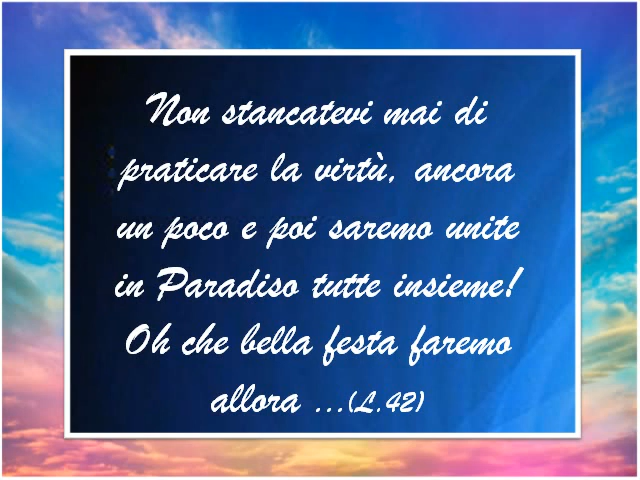 Non stancatevi mai di
praticare la virtù, ancora
un poco e poi saremo unite
in Paradiso tutte insieme!
Oh che bella festa faremo
allora ...(L.42)